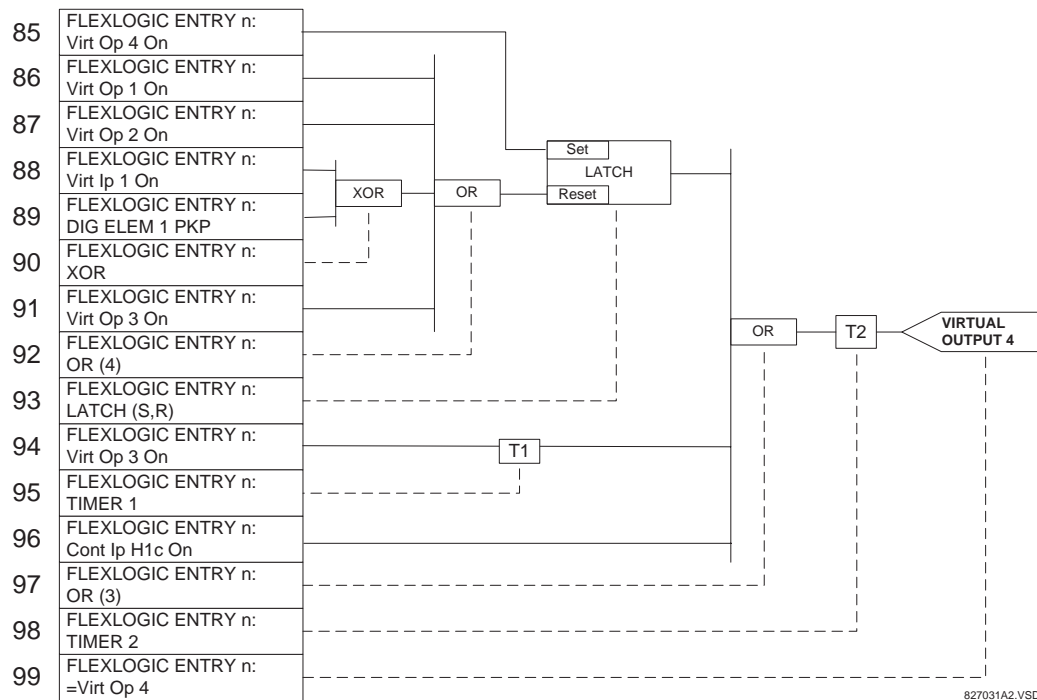 85
FLEXLOGIC ENTRY n:
Virt Op 4 On
86
FLEXLOGIC ENTRY n:
Virt Op 1 On
87
FLEXLOGIC ENTRY n:
Virt Op 2 On
88
FLEXLOGIC ENTRY n:
Virt Ip 1 On
89
FLEXLOGIC ENTRY n:
DIG ELEM 1 PKP
90
FLEXLOGIC ENTRY n:
XOR
91
FLEXLOGIC ENTRY n:
Virt Op 3 On
92
FLEXLOGIC ENTRY n:
OR (4)
93
FLEXLOGIC ENTRY n:
LATCH (S,R)
94
FLEXLOGIC ENTRY n:
Virt Op 3 On
95
FLEXLOGIC ENTRY n:
TIMER 1
96
FLEXLOGIC ENTRY n:
Cont Ip H1c On
97
FLEXLOGIC ENTRY n:
OR (3)
98
FLEXLOGIC ENTRY n:
TIMER 2
99
FLEXLOGIC ENTRY n:
=Virt Op 4
XOR
OR
Set
LATCH
Reset
T1
OR
T2
VIRTUAL
OUTPUT 4
827031A2.VSD